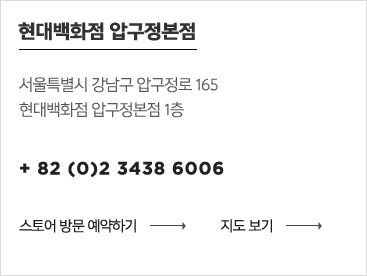 현대백화점 압구정본점
서울특별시 강남구 압구정로 165
현대백화점 압구정본점 1층
+ 82 (0)2 3438 6006
스토어 방문 예약하기
지도 보기